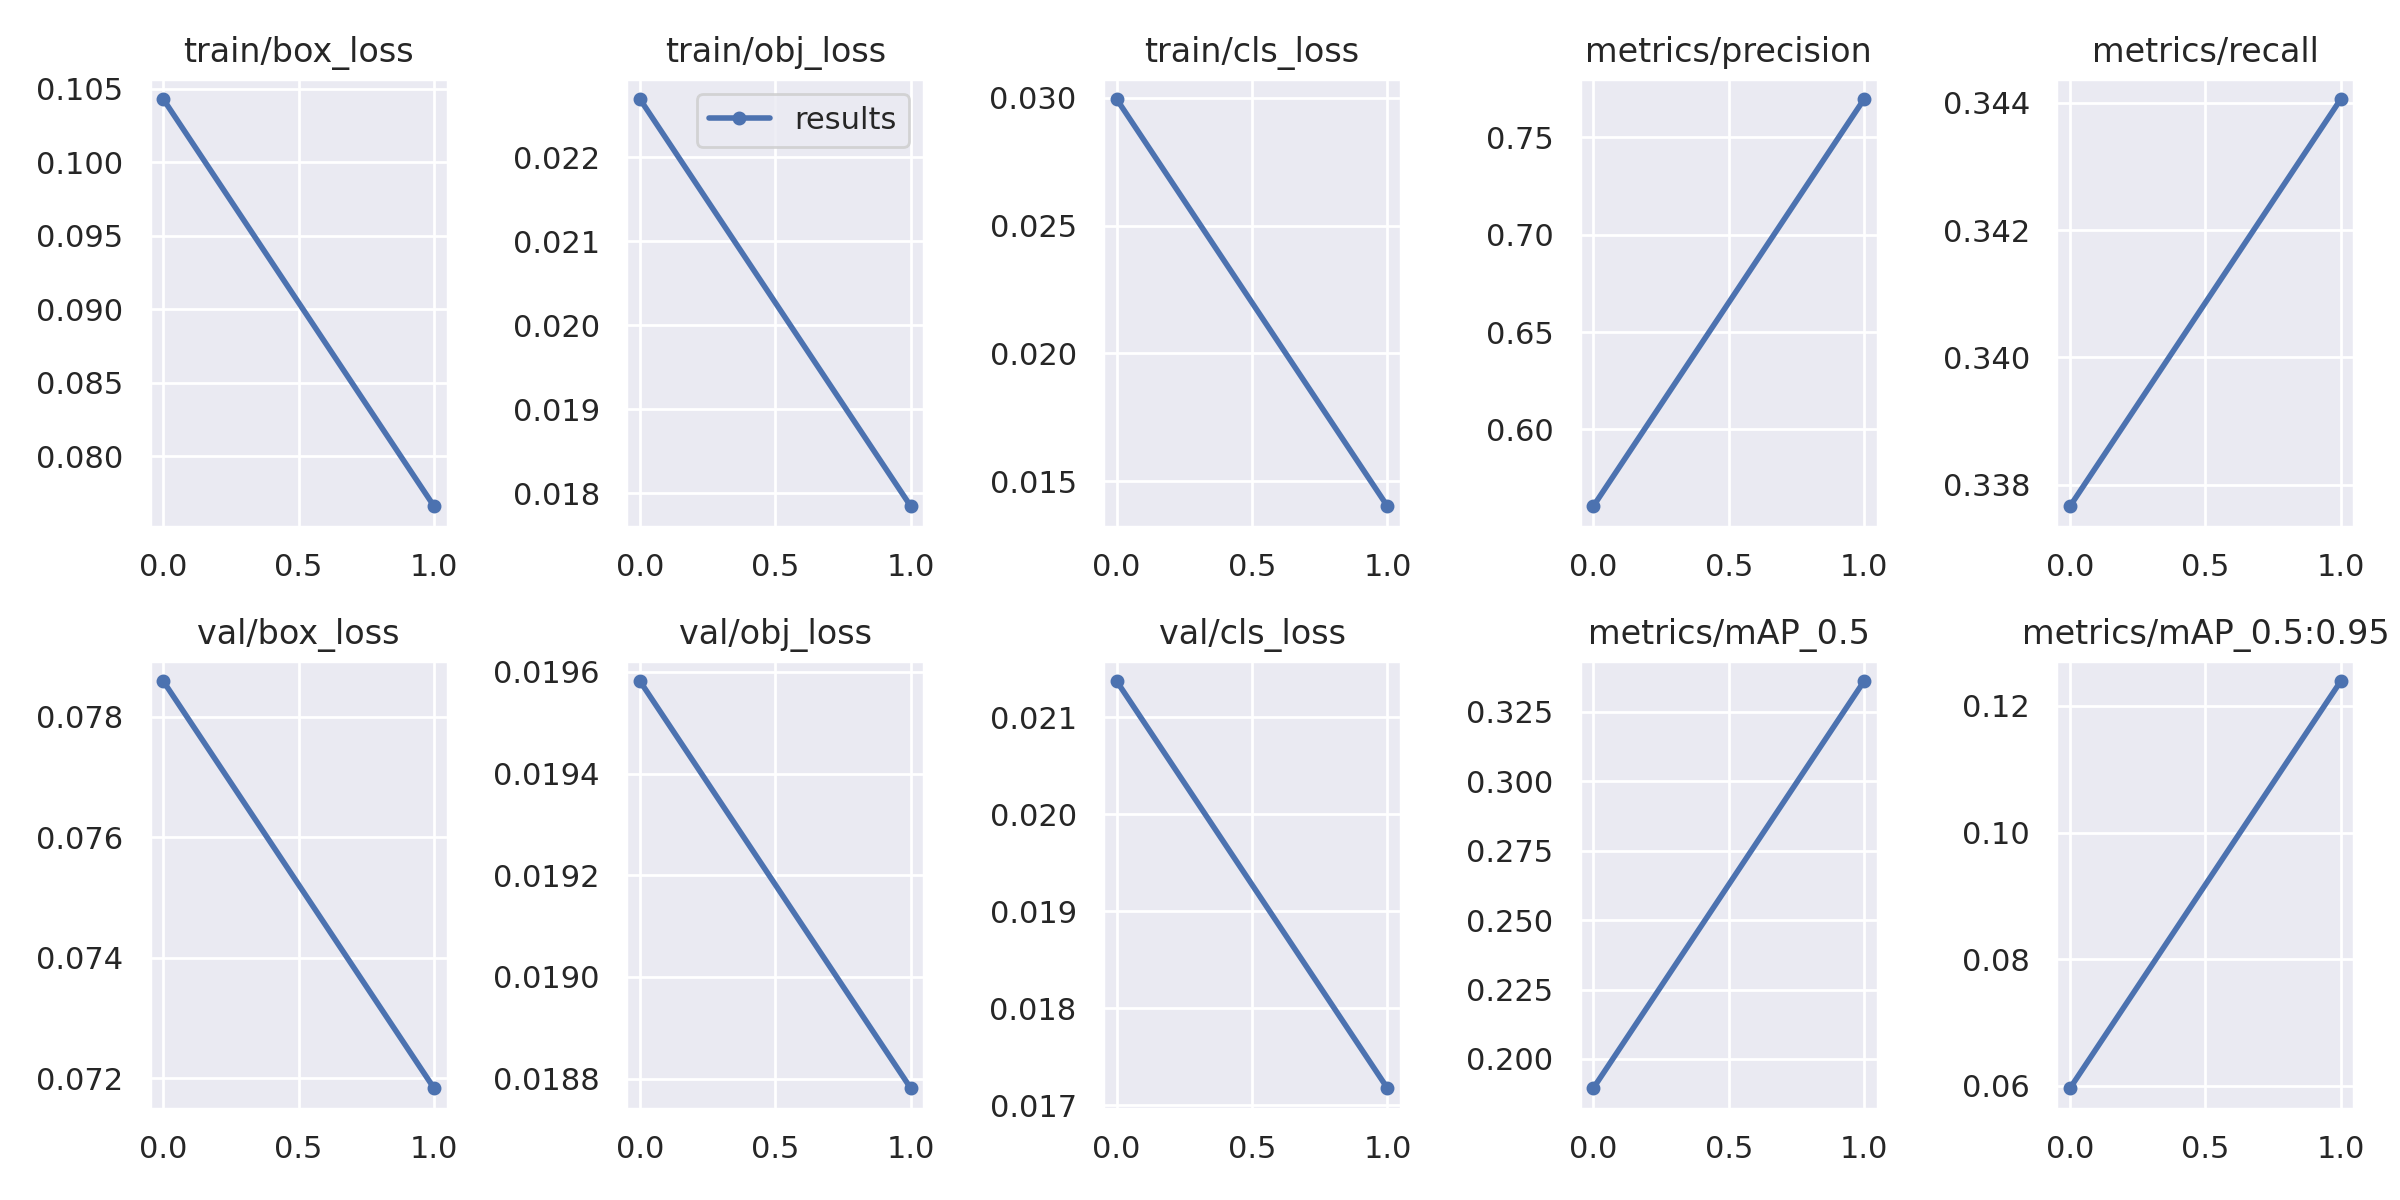 train/box_loss
0.105
0.100
0.095
0.090
0.085
0.080
0.0 0.5 1.0
train/obj_loss
results
0.022
0.021
0.020
0.019
0.018
0.0 0.5 1.0
train/cls_loss
0.030
0.025
0.020
0.015
0.0 0.5 1.0
metrics/precision
0.75
0.70
0.65
0.60
0.0 0.5 1.0
metrics/recall
0.344
0.342
0.340
0.338
0.0 0.5 1.0
val/box_loss
0.078
0.076
0.074
0.072
0.0 0.5 1.0
val/obj_loss
0.0196
0.0194
0.0192
0.0190
0.0188
0.0 0.5 1.0
val/cls_loss
0.021
0.020
0.019
0.018
0.017
0.0 0.5 1.0
metrics/mAP_0.5
0.325
0.300
0.275
0.250
0.225
0.200
0.0 0.5 1.0
metrics/mAP_0.5:0.95
0.12
0.10
0.08
0.06
0.0 0.5 1.0